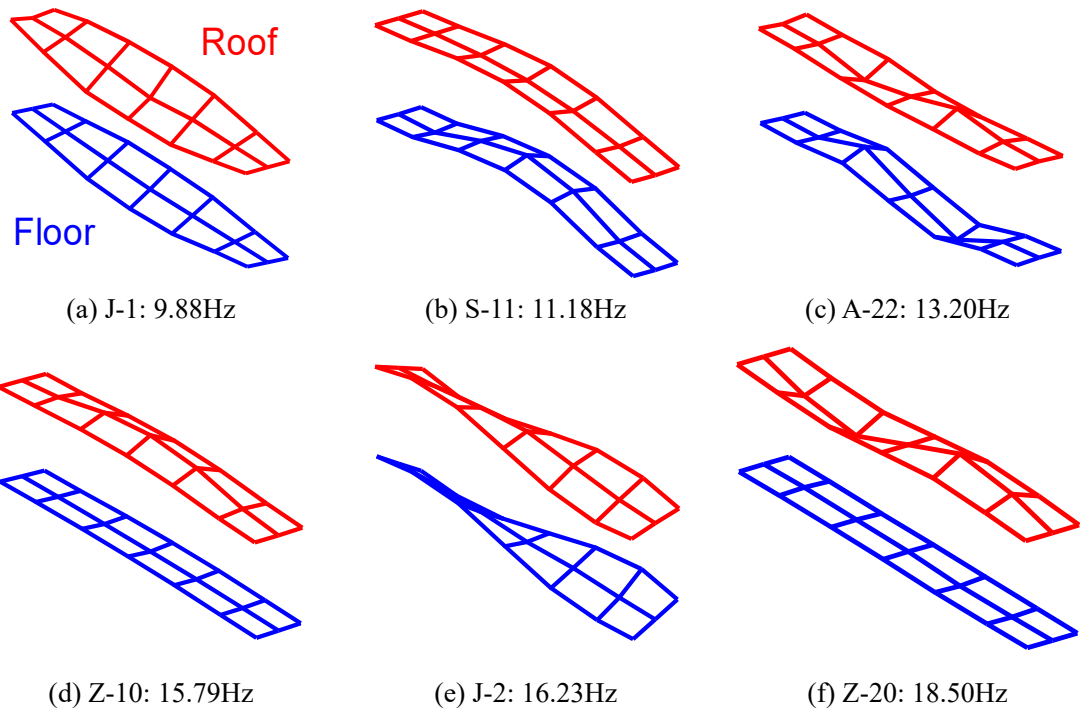 Roof
Floor
(a) J-1: 9.88Hz
(b) S-11: 11.18Hz
(c) A-22: 13.20Hz
(d) Z-10: 15.79Hz
(e) J-2: 16.23Hz
(f) Z-20: 18.50Hz